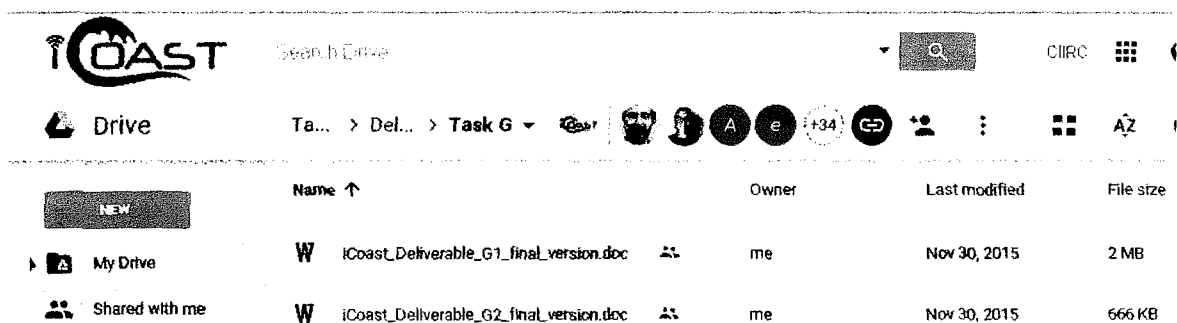 iCOAST
Search Drive
CIIRC
Drive
Ta... > Del... > Task G
A e +34
AZ
Name ↑ Owner Last modified File size
NEW
W iCoast_Deliverable_G1_final_version.doc me Nov 30, 2015 2 MB
My Drive
Shared with me
W iCoast_Deliverable_G2_final_version.doc me Nov 30, 2015 666 KB